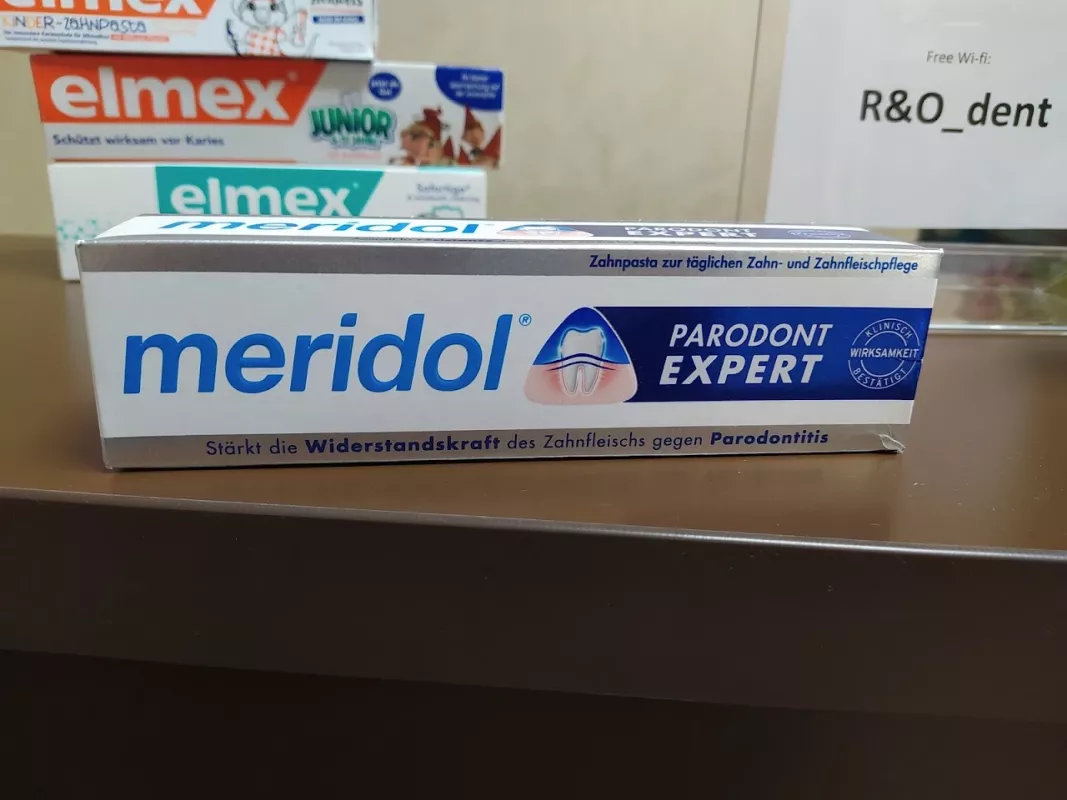 elmex
KINDER-ZAHNPASTA
elmex®
JUNIOR
Schützt wirksam vor Karies
elmex®
Free Wi-fi:
R&O_dent
meridol
PARODONT
EXPERT
Zahnpasta zur täglichen Zahn- und Zahnfleischpflege
meridol®
PARODONT
EXPERT
KLINISCH
WIRKSAMKEIT
BESTÄTIGT
Stärkt die Widerstandskraft des Zahnfleischs gegen Parodontitis